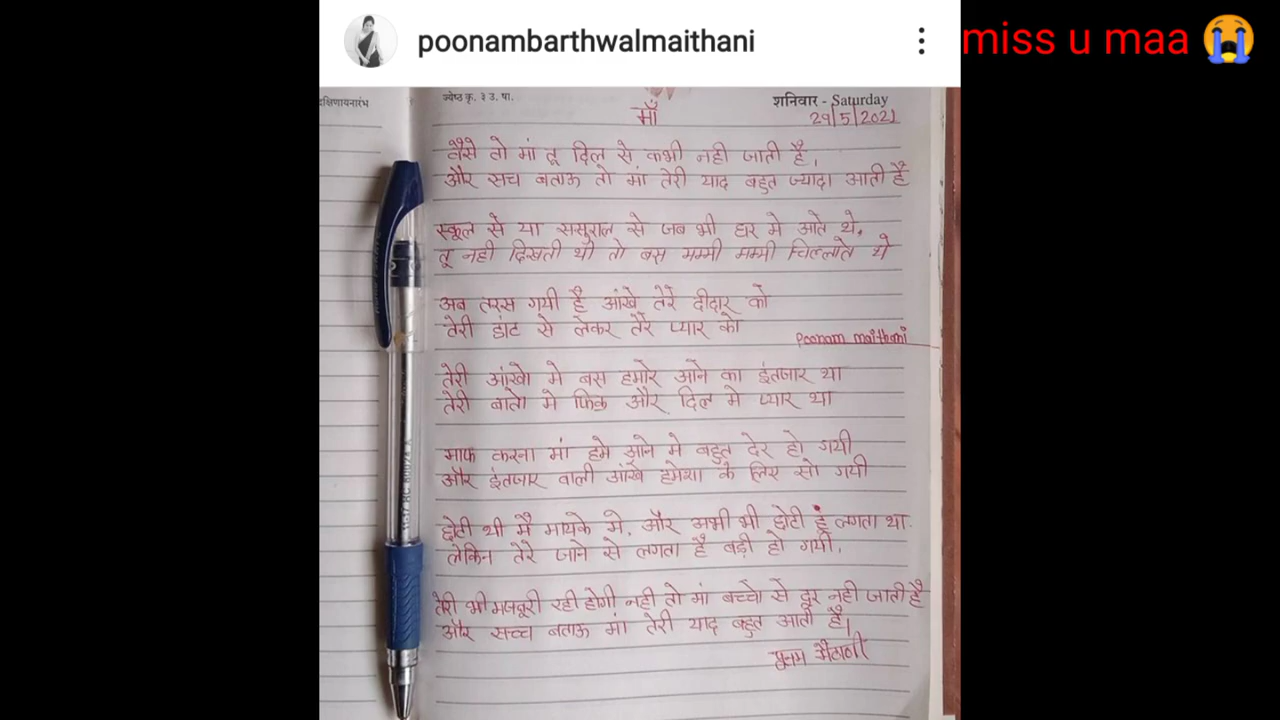 poonambarthwalmaithani
miss u maa 😭
दक्षिणायनारंभ
ज्येष्ठ कृ. ३ उ. षा.
शनिवार - Saturday
29/5/2021
माँ
वैसे तो मां तू दिल से कभी नही जाती है,
और सच बताऊ तो मां तेरी याद बहुत ज्यादा आती है
स्कूल से या ससुराल से जब भी घर मे आते थे,
तू नही दिखती थी तो बस मम्मी मम्मी चिल्लाते थे
अब तरस गयी है आंखे तेरे दीदार को
तेरी डांट से लेकर तेरे प्यार को
Poonam maithani
तेरी आंखो मे बस हमारे आने का इंतजार था
तेरी बातो मे फिक्र और दिल मे प्यार था
माफ करना मां हमे आने मे बहुत देर हो गयी
और इंतजार वाली आंखे हमेशा के लिए सो गयी
छोटी थी मै मायके मे, और अभी भी छोटी हूं लगता था.
लेकिन तेरे जाने से लगता है बड़ी हो गयी.
तेरी भी मजबूरी रही होगी नही तो मां बच्चो से दूर नही जाती है
और सच्च बताऊ मां तेरी याद बहुत आती है।
पूनम मैठाणी